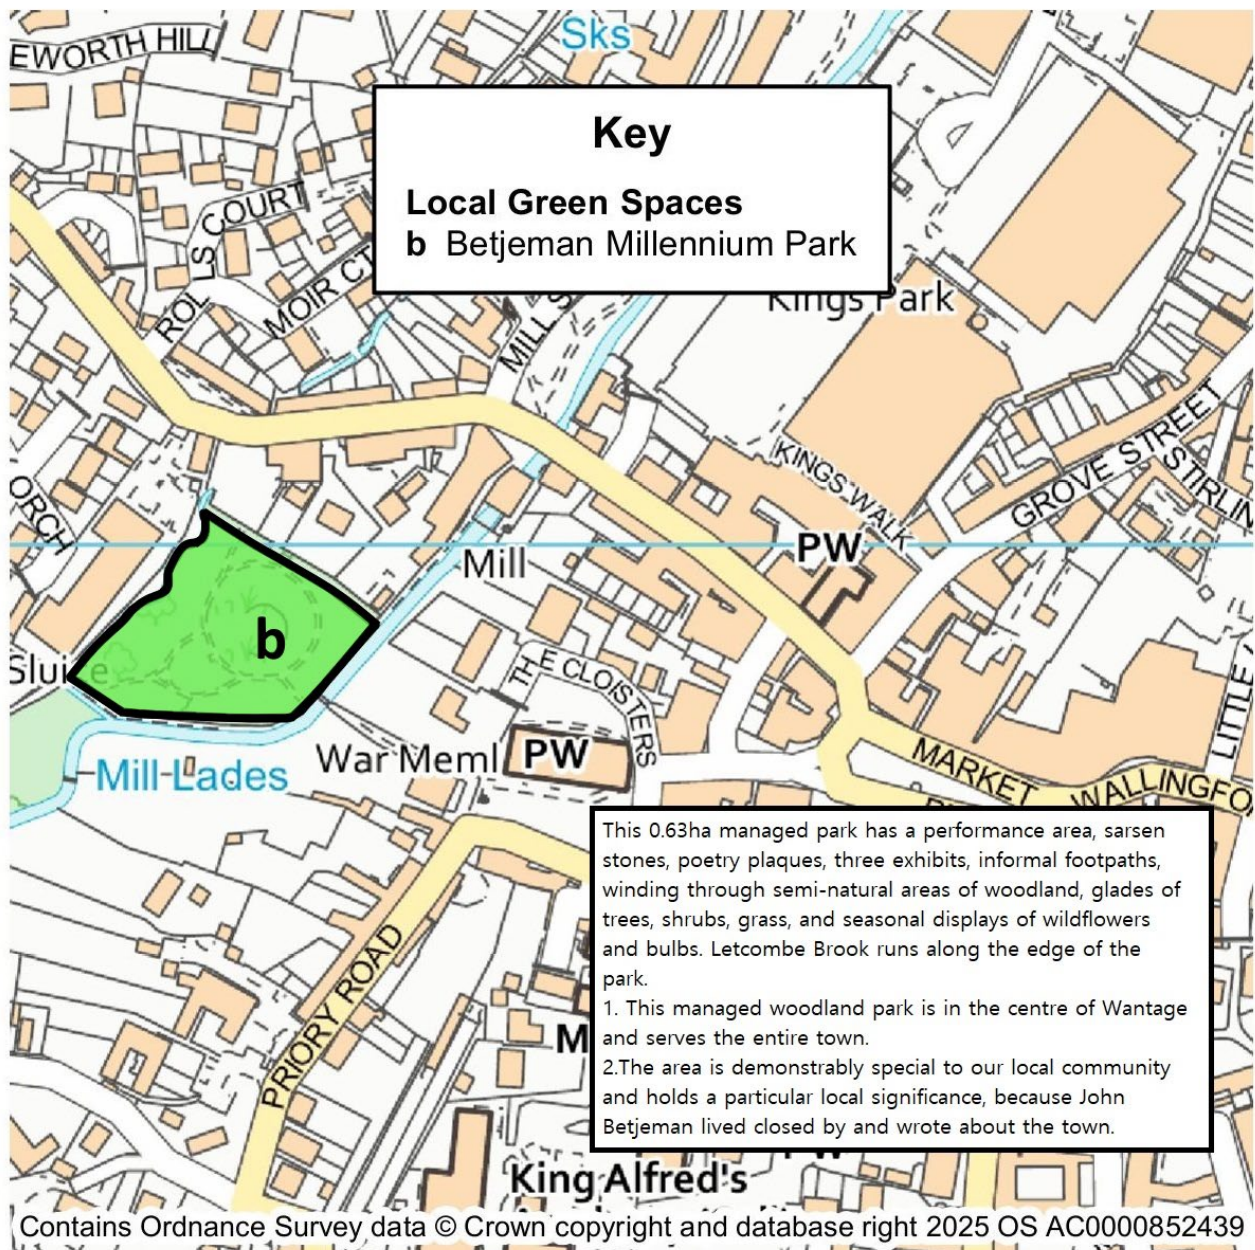 EWORTH HILL
Sks
Key
Local Green Spaces
b Betjeman Millennium Park
ROLLS COURT
MOIR CT
MILL S
Kings Park
KINGS WALK
GROVE STREET
STIRLIN
ORCH
PW
Mill
b
Sluice
THE CLOISTERS
War Meml
PW
Mill Lades
MARKET
WALLINGFO
LITTLE
This 0.63ha managed park has a performance area, sarsen
stones, poetry plaques, three exhibits, informal footpaths,
winding through semi-natural areas of woodland, glades of
trees, shrubs, grass, and seasonal displays of wildflowers
and bulbs. Letcombe Brook runs along the edge of the
park.
1. This managed woodland park is in the centre of Wantage
and serves the entire town.
2.The area is demonstrably special to our local community
and holds a particular local significance, because John
Betjeman lived closed by and wrote about the town.
PRIORY ROAD
M
King Alfred's
Contains Ordnance Survey data © Crown copyright and database right 2025 OS AC0000852439